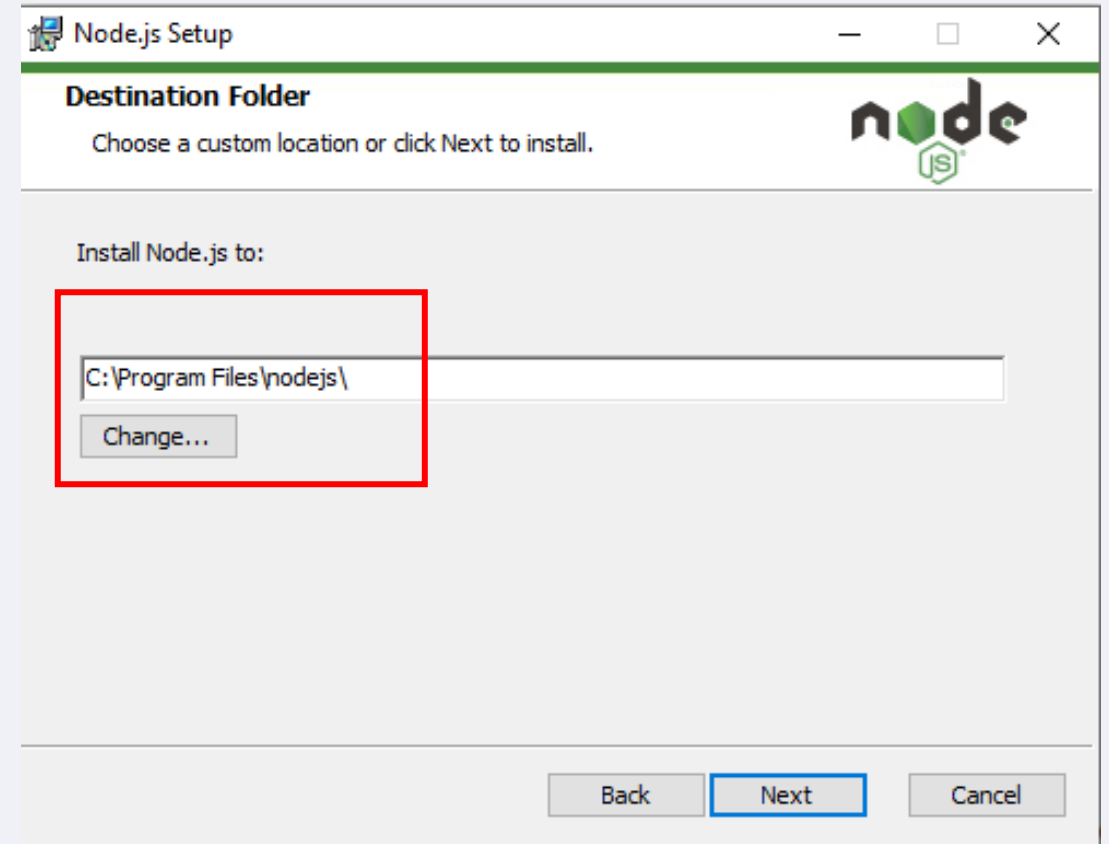 Node.js Setup
Destination Folder
Choose a custom location or click Next to install.
node
JS
Install Node.js to:
C:\Program Files\nodejs\
Change...
Back
Next
Cancel